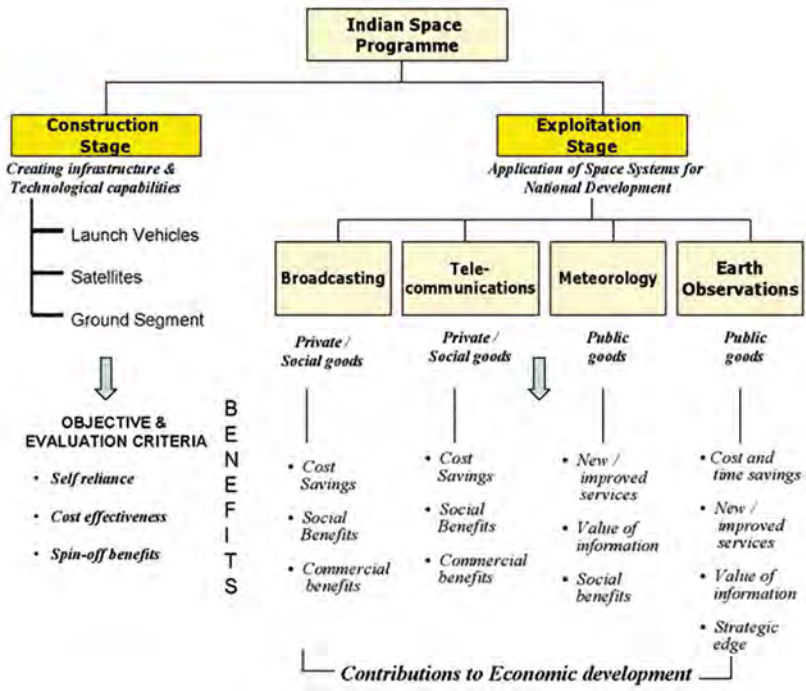 Indian Space
Programme
Construction
Stage
Creating infrastructure &
Technological capabilities
Launch Vehicles
Satellites
Ground Segment
OBJECTIVE &
EVALUATION CRITERIA
• Self reliance
• Cost effectiveness
• Spin-off benefits
Exploitation
Stage
Application of Space Systems for
National Development
Broadcasting
Private /
Social goods
Tele-
communications
Private /
Social goods
Meteorology
Public
goods
Earth
Observations
Public
goods
B
E
N
E
F
I
T
S
• Cost
Savings
• Social
Benefits
• Commercial
benefits
• Cost
Savings
• Social
Benefits
• Commercial
benefits
• New /
improved
services
• Value of
information
• Social
benefits
• Cost and
time savings
• New /
improved
services
• Value of
information
• Strategic
edge
Contributions to Economic development